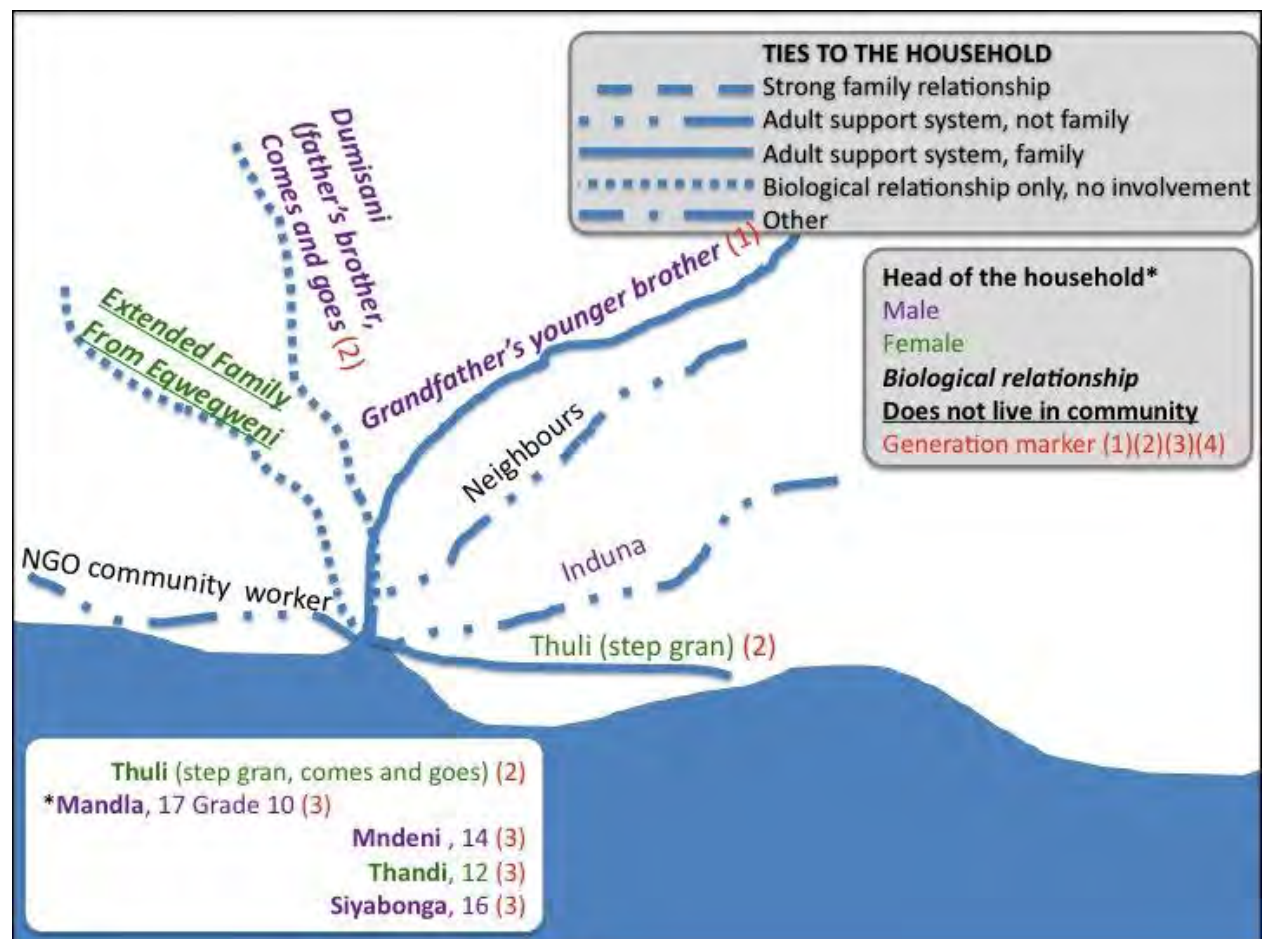 TIES TO THE HOUSEHOLD
Strong family relationship
Adult support system, not family
Adult support system, family
Biological relationship only, no involvement
Other
Head of the household*
Male
Female
Biological relationship
Does not live in community
Generation marker (1)(2)(3)(4)
Dumisani
(father's brother,
Comes and goes (2)
Grandfather's younger brother (1)
Extended Family
From Eqweqweni
Neighbours
Induna
NGO community worker
Thuli (step gran) (2)
Thuli (step gran, comes and goes) (2)
*Mandla, 17 Grade 10 (3)
Mndeni , 14 (3)
Thandi, 12 (3)
Siyabonga, 16 (3)